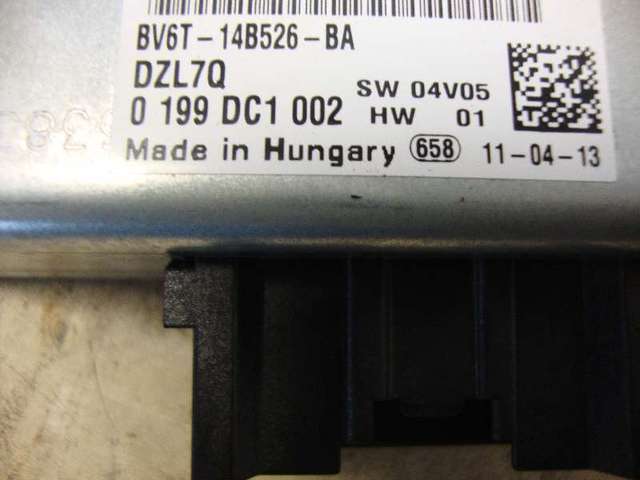 BV6T-14B526-BA
DZL7Q
SW 04V05
0 199 DC1 002 HW 01
Made in Hungary 658 11-04-13